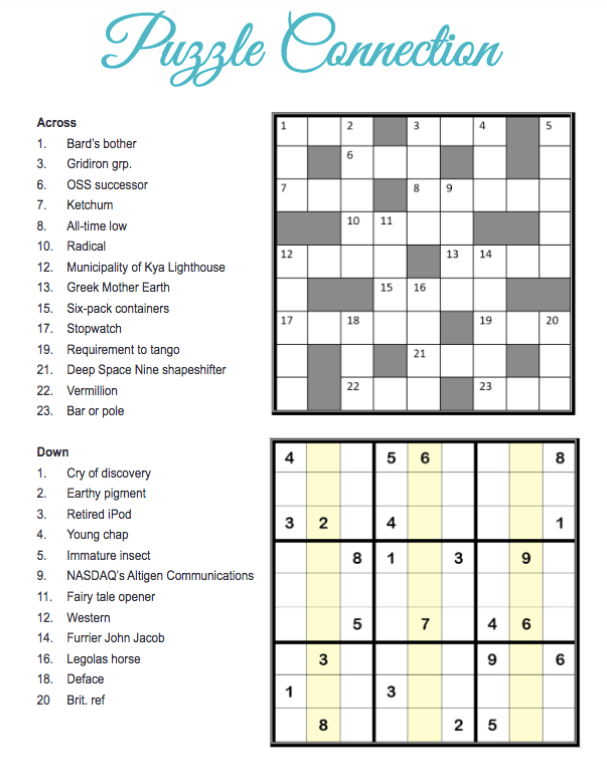 Puzzle Connection
Across
1. Bard's bother
3. Gridiron grp.
6. OSS successor
7. Ketchum
8. All-time low
10. Radical
12. Municipality of Kya Lighthouse
13. Greek Mother Earth
15. Six-pack containers
17. Stopwatch
19. Requirement to tango
21. Deep Space Nine shapeshifter
22. Vermillion
23. Bar or pole
1 2 3 4 5
6
7 8 9
10 11
12 13 14
15 16
17 18 19 20
21
22 23
Down
1. Cry of discovery
2. Earthy pigment
3. Retired iPod
4. Young chap
5. Immature insect
9. NASDAQ's Altigen Communications
11. Fairy tale opener
12. Western
14. Furrier John Jacob
16. Legolas horse
18. Deface
20 Brit. ref
4 5 6 8
3 2 4 1
8 1 3 9
5 7 4 6
3 9 6
1 3
8 2 5